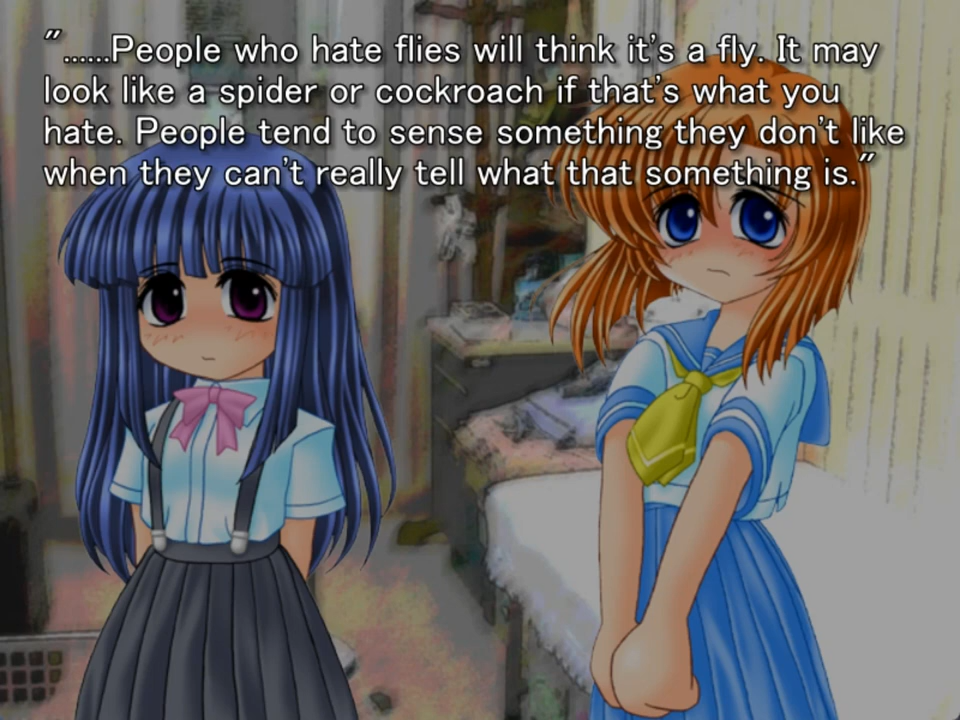 "......People who hate flies will think it's a fly. It may
look like a spider or cockroach if that's what you
hate. People tend to sense something they don't like
when they can't really tell what that something is."